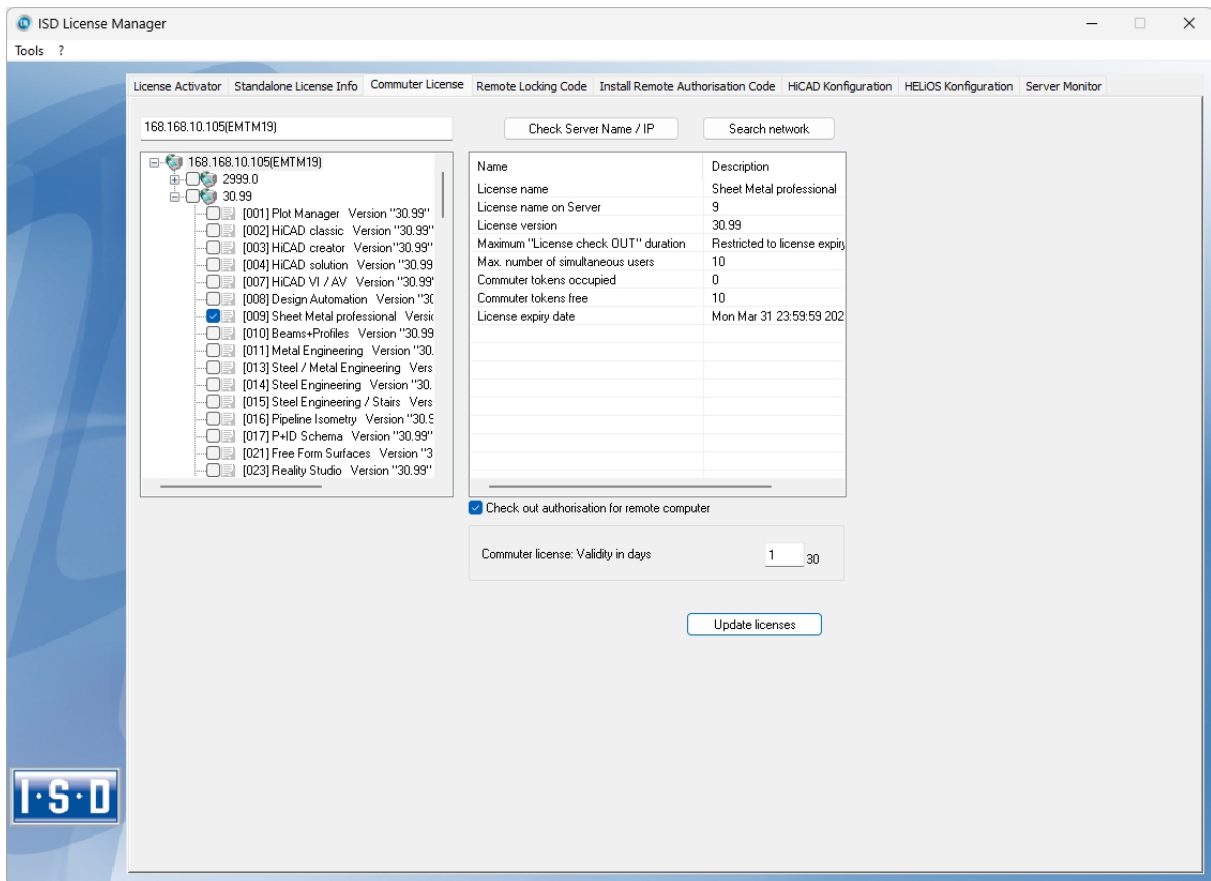 ISD License Manager
Tools ?
License Activator Standalone License Info Commuter License Remote Locking Code Install Remote Authorisation Code HiCAD Konfiguration HELiOS Konfiguration Server Monitor
168.168.10.105(EMTM19)
Check Server Name / IP
Search network
168.168.10.105(EMTM19)
2999.0
30.99
[001] Plot Manager Version "30.99"
[002] HiCAD classic Version "30.99"
[003] HiCAD creator Version "30.99"
[004] HiCAD solution Version "30.99
[007] HiCAD VI / AV Version "30.99"
[008] Design Automation Version "30
[009] Sheet Metal professional Versio
[010] Beams+Profiles Version "30.99
[011] Metal Engineering Version "30.
[013] Steel / Metal Engineering Vers
[014] Steel Engineering Version "30.
[015] Steel Engineering / Stairs Vers
[016] Pipeline Isometry Version "30.9
[017] P+ID Schema Version "30.99"
[021] Free Form Surfaces Version "3
[023] Reality Studio Version "30.99"
Name Description
License name Sheet Metal professional
License name on Server 9
License version 30.99
Maximum "License check OUT" duration Restricted to license expiry
Max. number of simultaneous users 10
Commuter tokens occupied 0
Commuter tokens free 10
License expiry date Mon Mar 31 23:59:59 202
Check out authorisation for remote computer
Commuter license: Validity in days 1 30
Update licenses
I·S·D